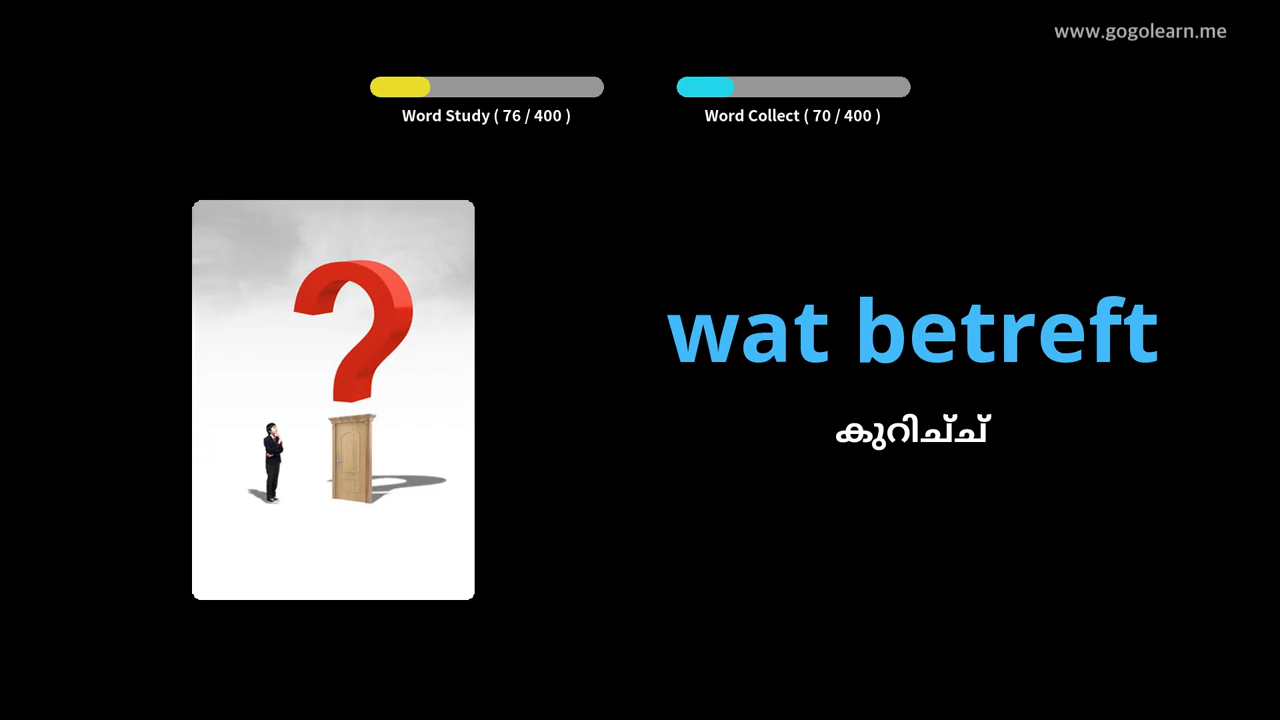 www.gogolearn.me
Word Study ( 76 / 400 )
Word Collect ( 70 / 400 )
wat betreft
കുറിച്ച്